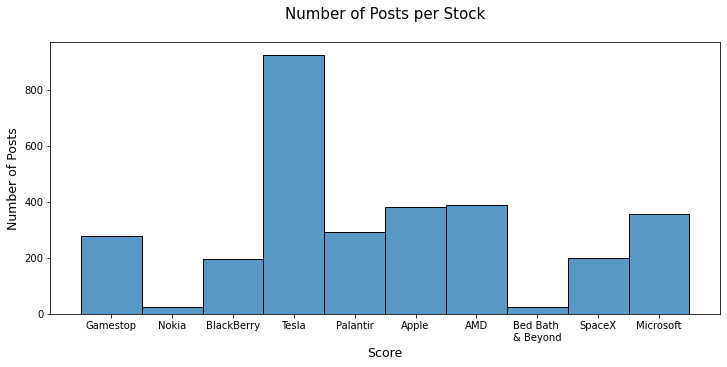 Number of Posts per Stock
Number of Posts
800
600
400
200
0
Gamestop
Nokia
BlackBerry
Tesla
Palantir
Apple
AMD
Bed Bath
& Beyond
SpaceX
Microsoft
Score